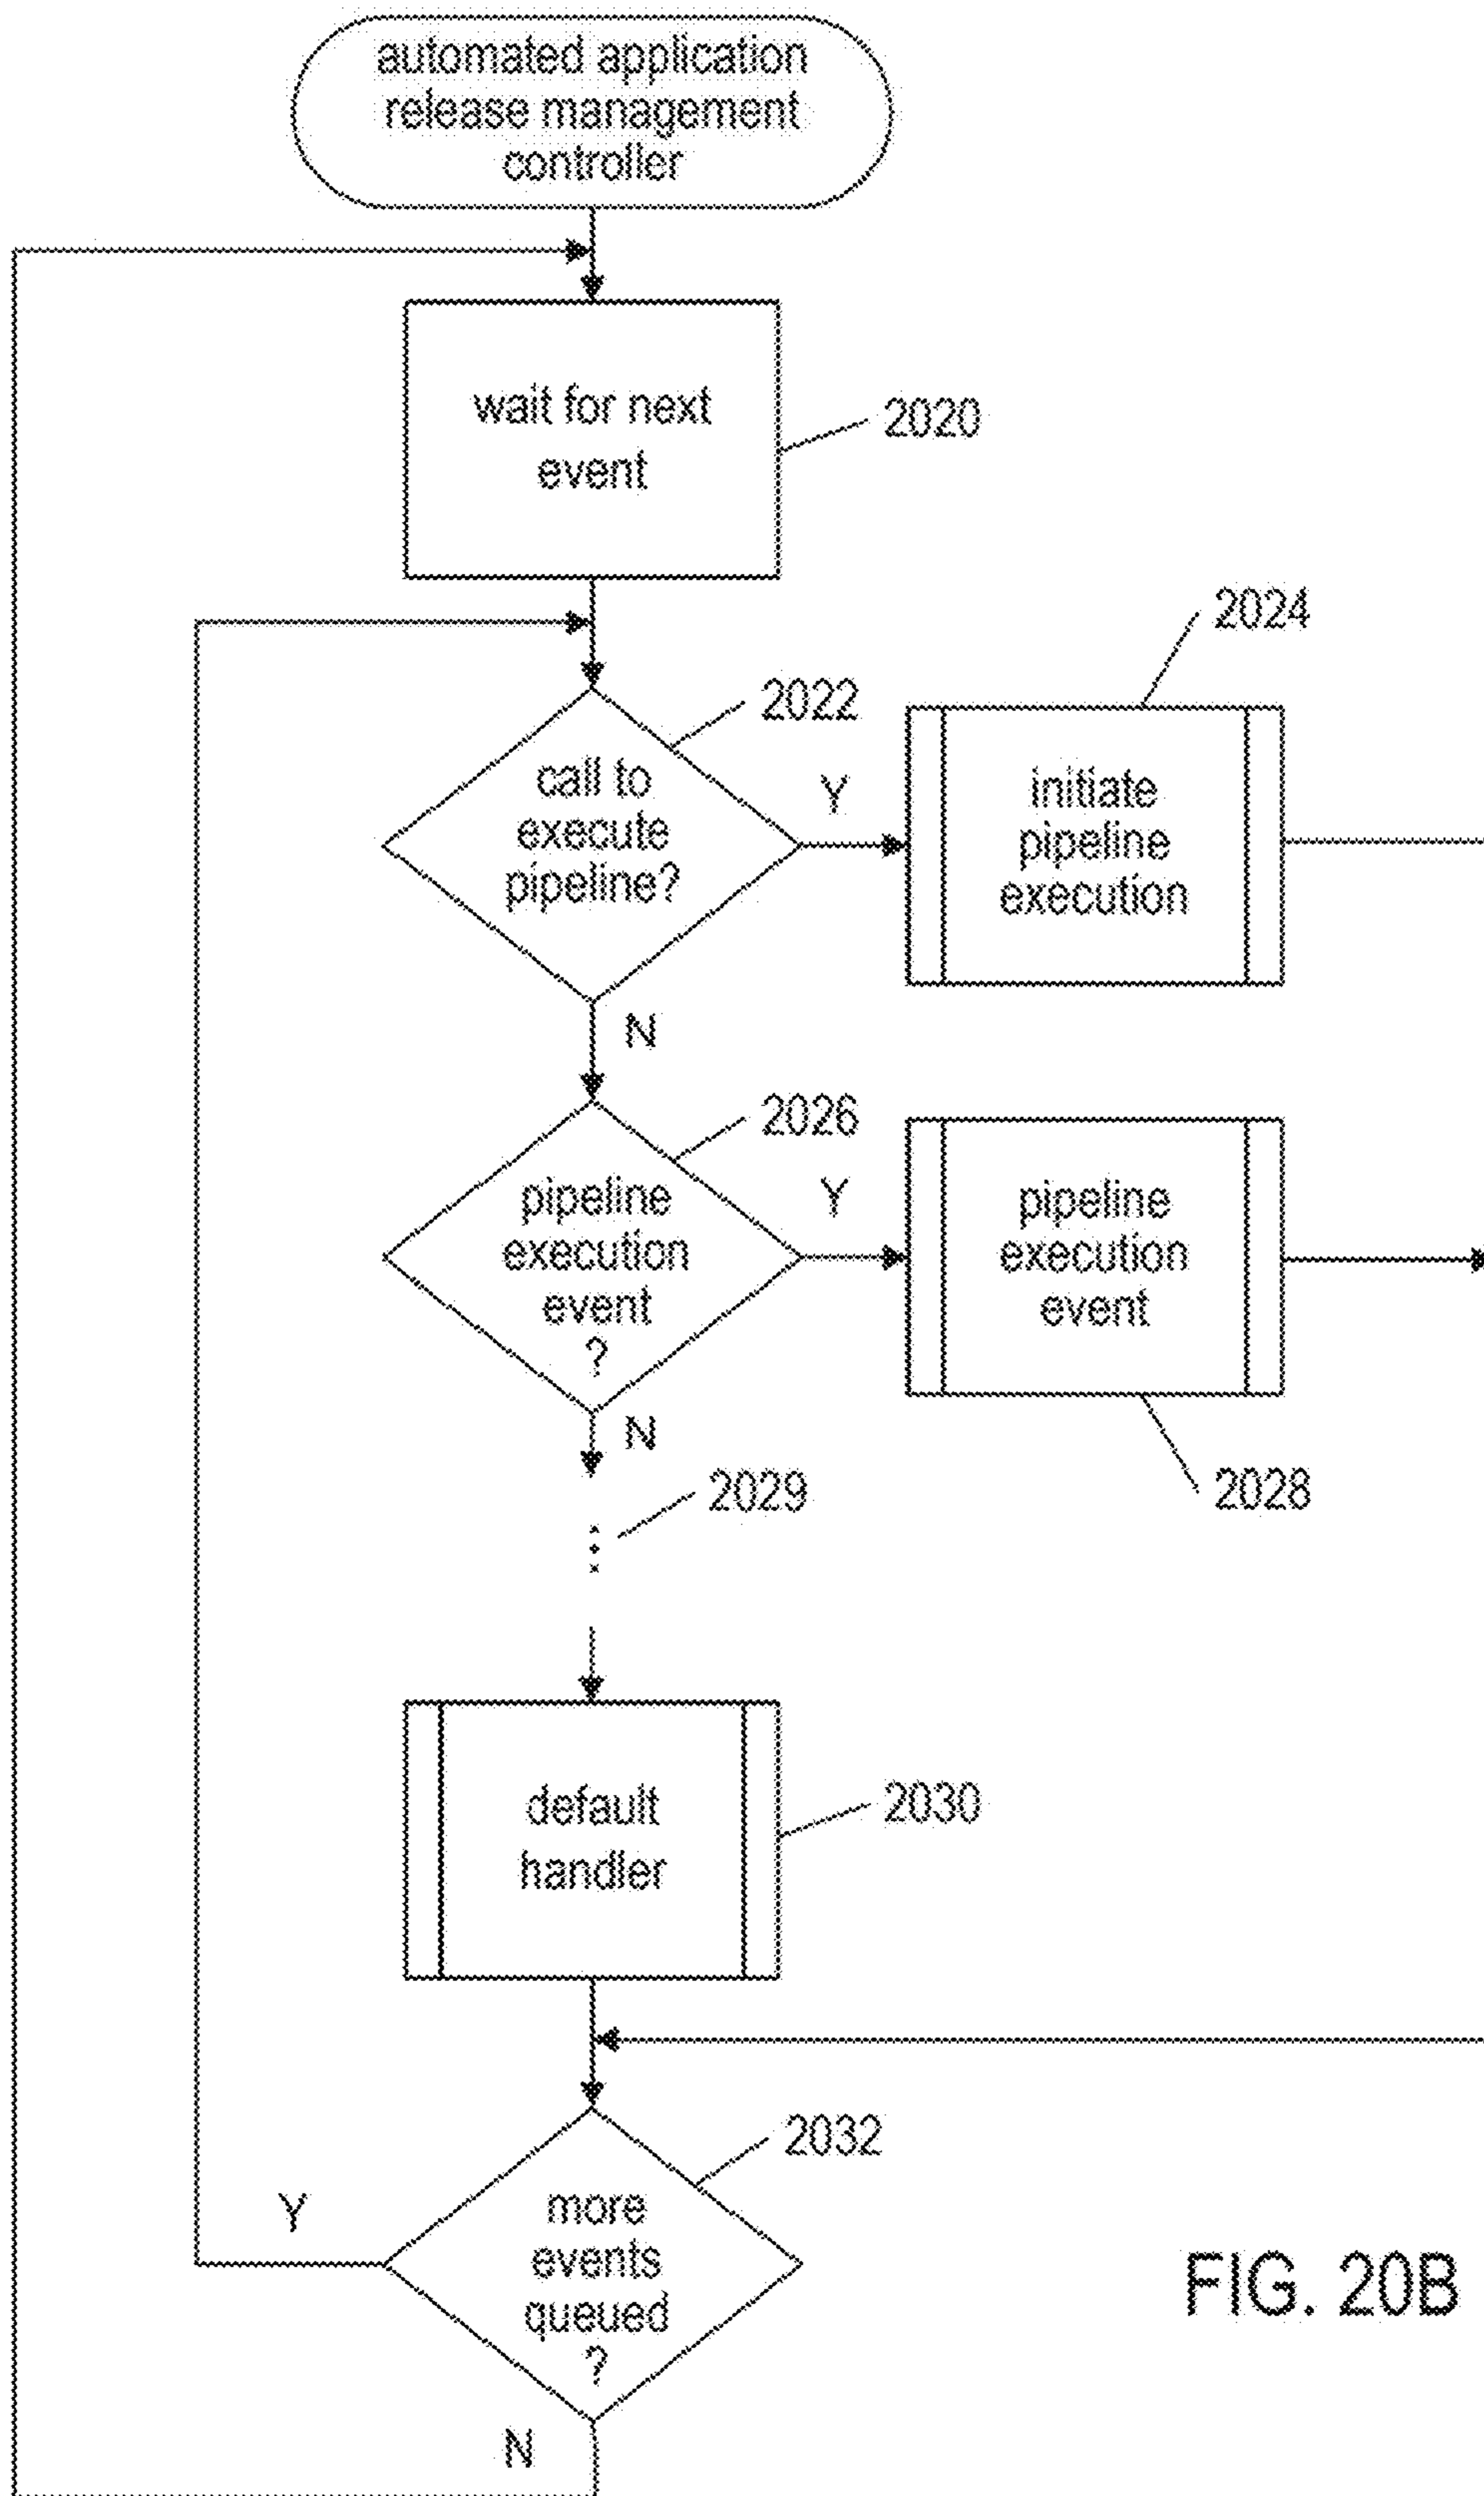 automated application
release management
controller
wait for next
event
2020
2024
2022
call to
execute
pipeline?
Y
initiate
pipeline
execution
N
2026
pipeline
execution
event
?
Y
pipeline
execution
event
N
2029
2028
default
handler
2030
2032
more
events
queued
?
Y
N
FIG. 20B